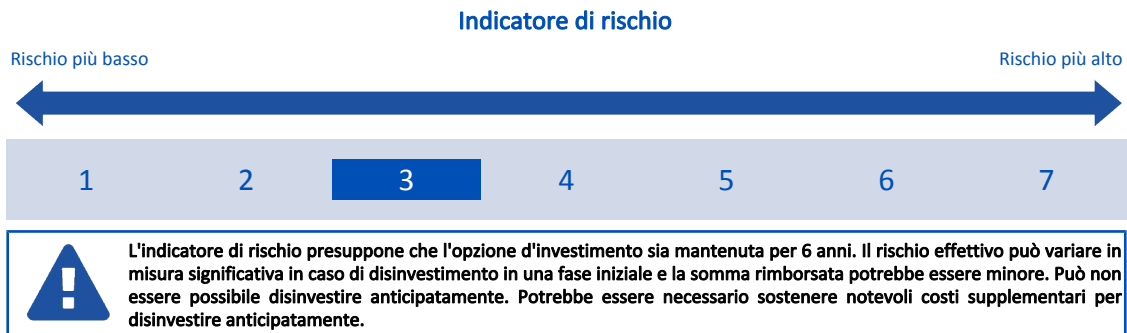 Indicatore di rischio
Rischio più basso
Rischio più alto
1 2 3 4 5 6 7
L'indicatore di rischio presuppone che l'opzione d'investimento sia mantenuta per 6 anni. Il rischio effettivo può variare in
misura significativa in caso di disinvestimento in una fase iniziale e la somma rimborsata potrebbe essere minore. Può non
essere possibile disinvestire anticipatamente. Potrebbe essere necessario sostenere notevoli costi supplementari per
disinvestire anticipatamente.